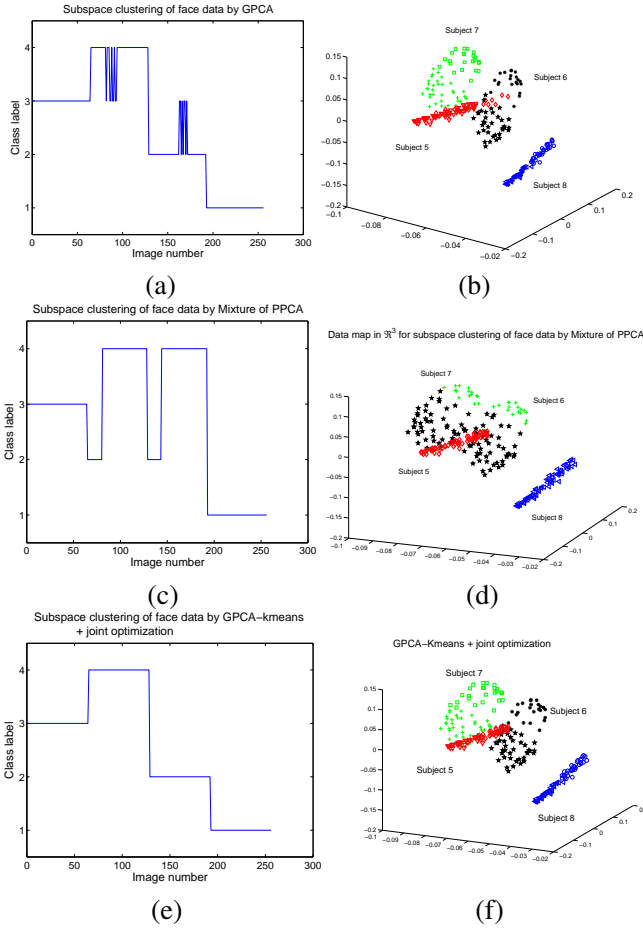 Subspace clustering of face data by GPCA
Class label
4
3
2
1
0 50 100 150 200 250 300
Image number
(a)
Subject 7
Subject 6
Subject 5
Subject 8
0.15
0.1
0.05
0
−0.05
−0.1
−0.15
−0.2
−0.1 −0.08 −0.06 −0.04 −0.02
−0.2 −0.1 0 0.1 0.2
(b)
Subspace clustering of face data by Mixture of PPCA
Class label
4
3
2
1
0 50 100 150 200 250 300
Image number
(c)
Data map in ℜ³ for subspace clustering of face data by Mixture of PPCA
Subject 7
Subject 6
Subject 5
Subject 8
0.15
0.1
0.05
0
−0.05
−0.1
−0.15
−0.2
−0.1 −0.09 −0.08 −0.07 −0.06 −0.05 −0.04 −0.03 −0.02
−0.2 −0.1 0 0.1 0.2
(d)
Subspace clustering of face data by GPCA−kmeans
+ joint optimization
Class label
4
3
2
1
0 50 100 150 200 250 300
Image number
(e)
GPCA−Kmeans + joint optimization
Subject 7
Subject 6
Subject 5
Subject 8
0.15
0.1
0.05
0
−0.05
−0.1
−0.15
−0.2
−0.1 −0.09 −0.08 −0.07 −0.06 −0.05 −0.04 −0.03 −0.02
−0.2 −0.1 0 0.1
(f)